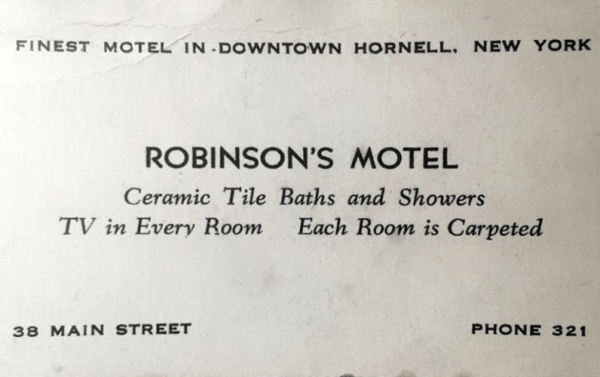 FINEST MOTEL IN DOWNTOWN HORNELL, NEW YORK
ROBINSON'S MOTEL
Ceramic Tile Baths and Showers
TV in Every Room Each Room is Carpeted
38 MAIN STREET PHONE 321